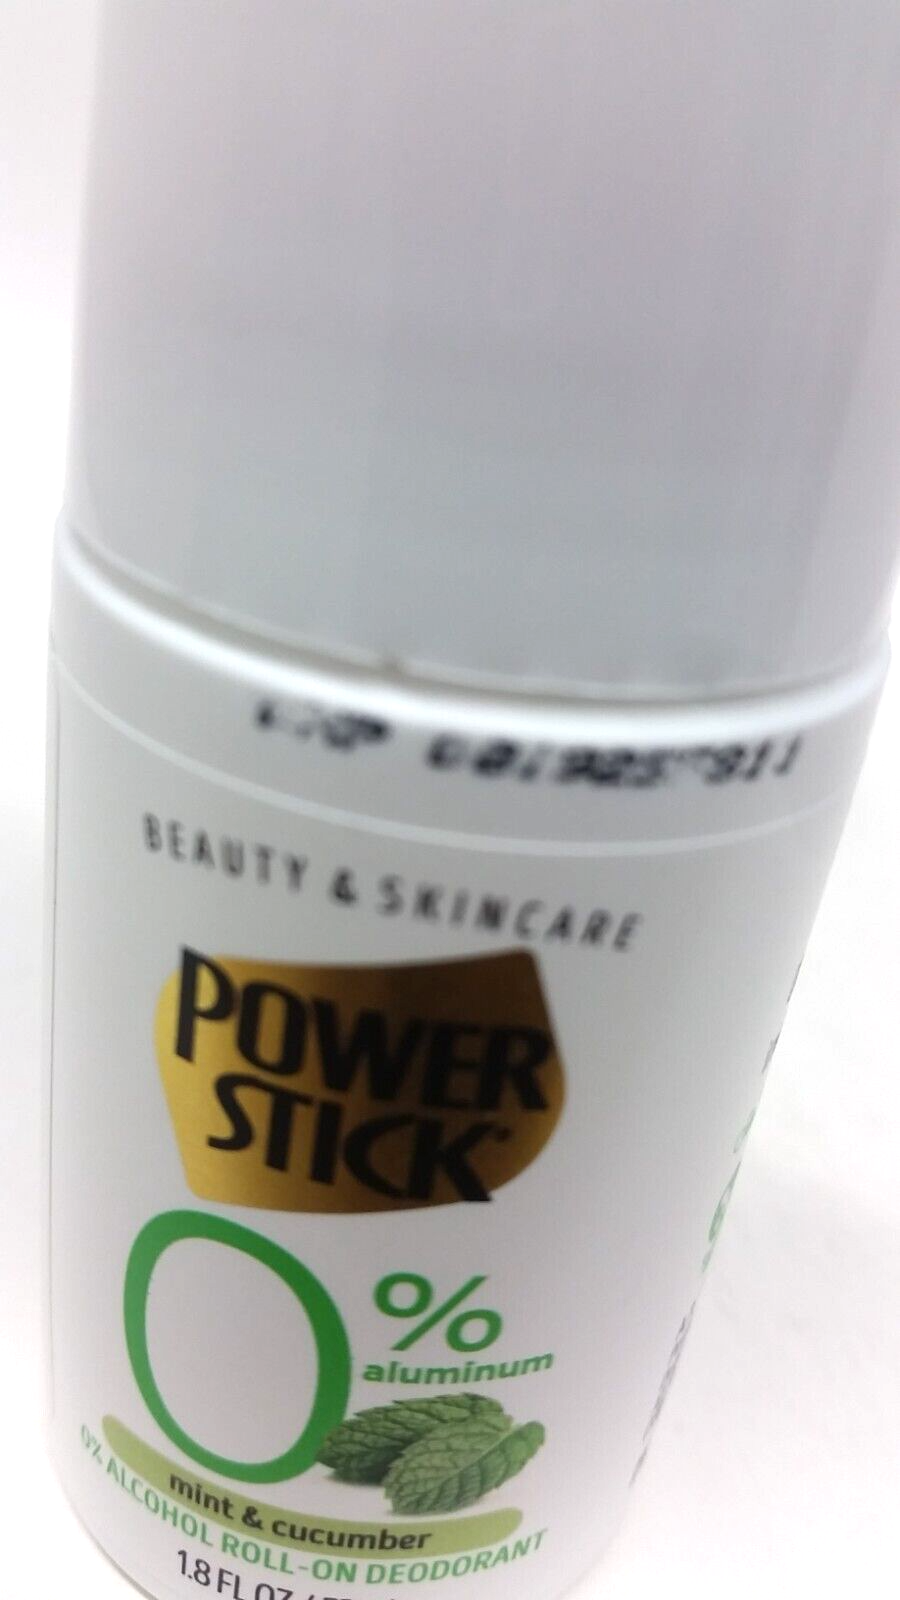 BEAUTY & SKINCARE
POWER
STICK
0%
aluminum
mint & cucumber
0% ALCOHOL ROLL-ON DEODORANT
1.8 FL OZ /